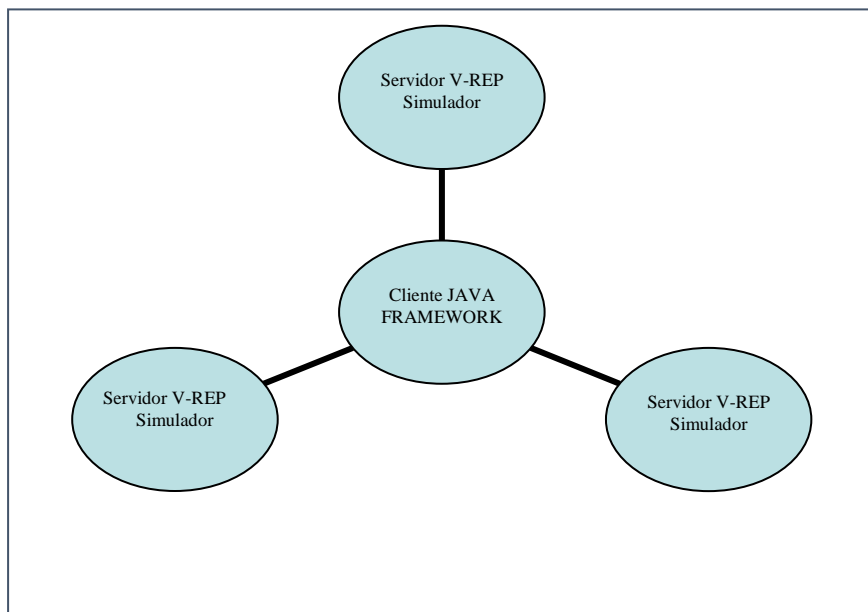 Servidor V-REP
Simulador
Cliente JAVA
FRAMEWORK
Servidor V-REP
Simulador
Servidor V-REP
Simulador